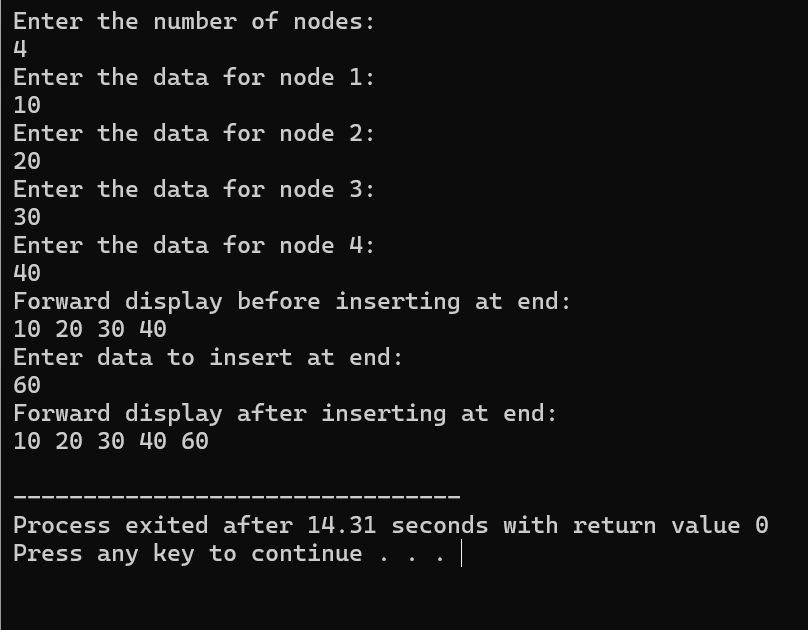 Enter the number of nodes:
4
Enter the data for node 1:
10
Enter the data for node 2:
20
Enter the data for node 3:
30
Enter the data for node 4:
40
Forward display before inserting at end:
10 20 30 40
Enter data to insert at end:
60
Forward display after inserting at end:
10 20 30 40 60
--------------------------------
Process exited after 14.31 seconds with return value 0
Press any key to continue . . .